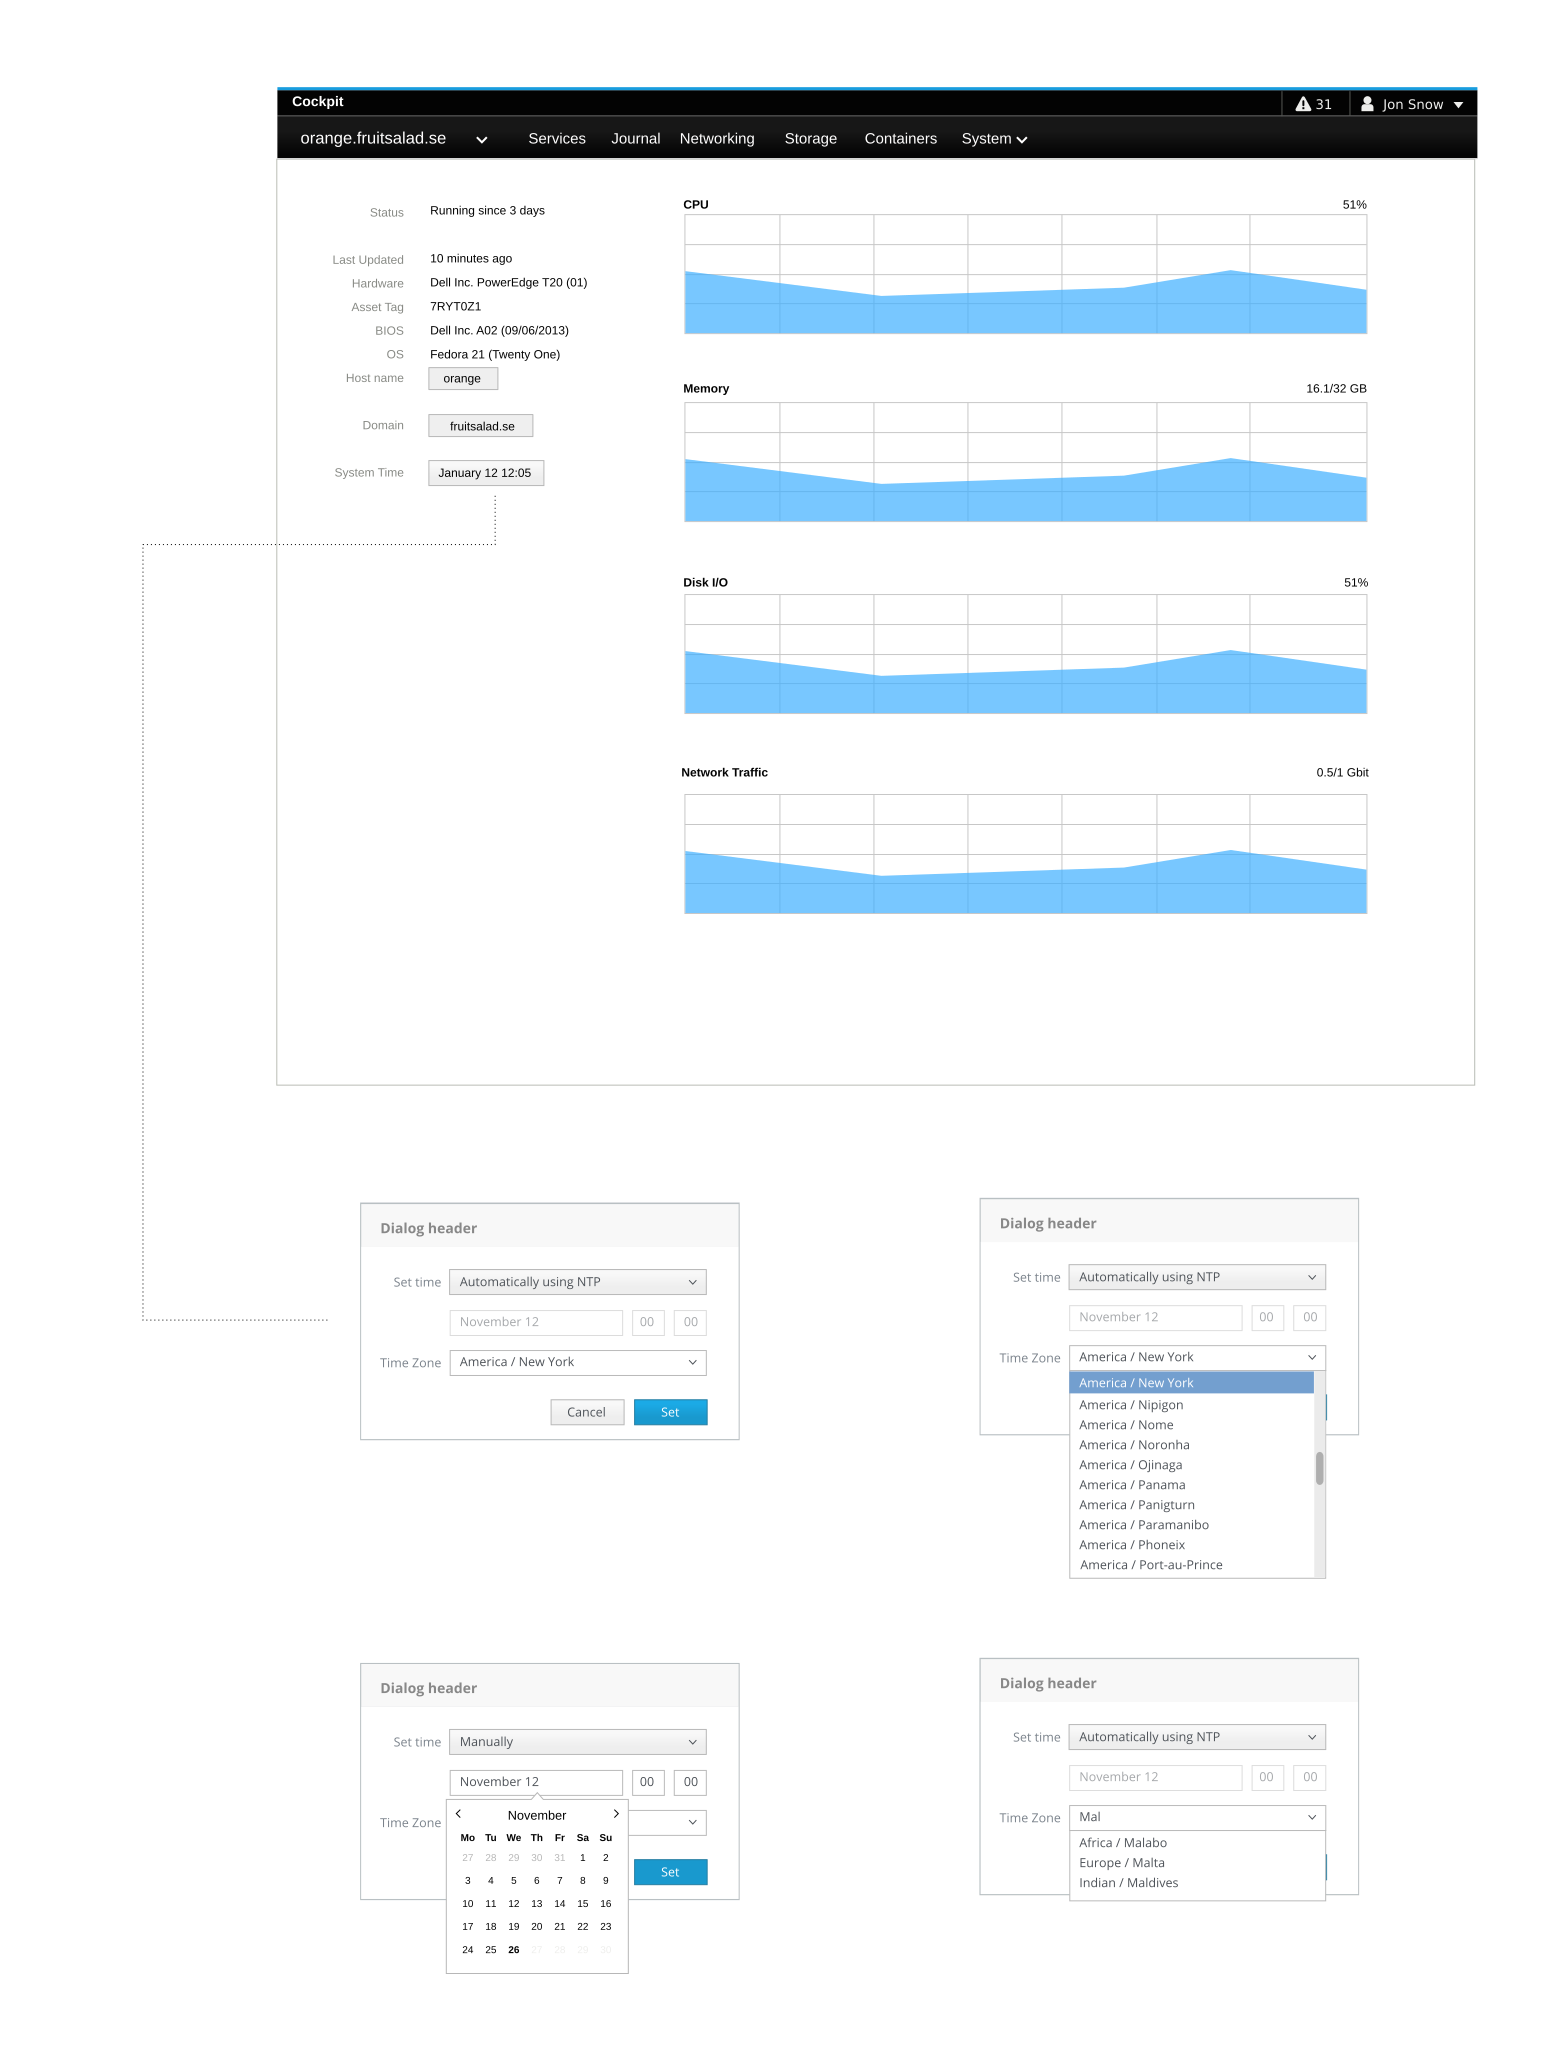 Cockpit
31 Jon Snow
orange.fruitsalad.se Services Journal Networking Storage Containers System
Status Running since 3 days
Last Updated 10 minutes ago
Hardware Dell Inc. PowerEdge T20 (01)
Asset Tag 7RYT0Z1
BIOS Dell Inc. A02 (09/06/2013)
OS Fedora 21 (Twenty One)
Host name orange
Domain fruitsalad.se
System Time January 12 12:05
CPU 51%
Memory 16.1/32 GB
Disk I/O 51%
Network Traffic 0.5/1 Gbit
Dialog header
Set time Automatically using NTP
November 12 00 00
Time Zone America / New York
Cancel Set
Dialog header
Set time Automatically using NTP
November 12 00 00
Time Zone America / New York
America / New York
America / Nipigon
America / Nome
America / Noronha
America / Ojinaga
America / Panama
America / Panigturn
America / Paramanibo
America / Phoneix
America / Port-au-Prince
Dialog header
Set time Manually
November 12 00 00
Time Zone
November
Mo Tu We Th Fr Sa Su
27 28 29 30 31 1 2
3 4 5 6 7 8 9
10 11 12 13 14 15 16
17 18 19 20 21 22 23
24 25 26 27 28 29 30
Set
Dialog header
Set time Automatically using NTP
November 12 00 00
Time Zone Mal
Africa / Malabo
Europe / Malta
Indian / Maldives